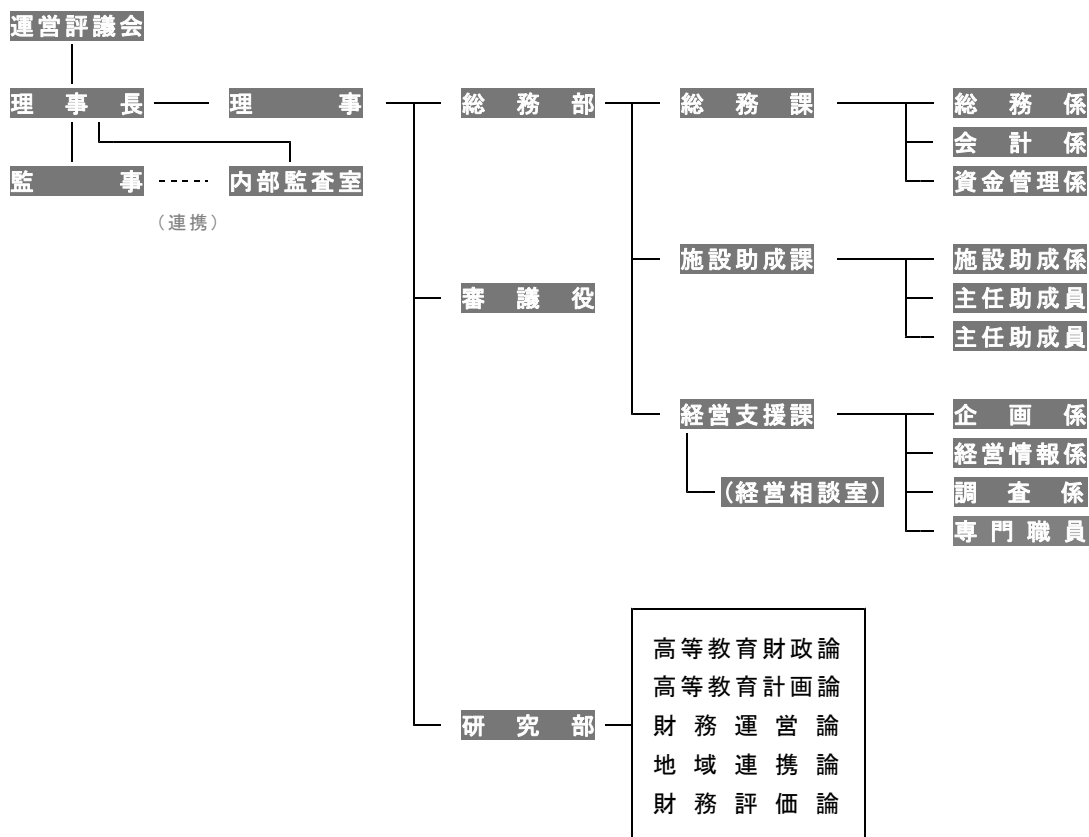 運営評議会
理事長 理事 総務部 総務課 総務係
会計係
監事 内部監査室 資金管理係
（連携）
施設助成課 施設助成係
審議役 主任助成員
主任助成員
経営支援課 企画係
経営情報係
（経営相談室） 調査係
専門職員
高等教育財政論
高等教育計画論
研究部 財務運営論
地域連携論
財務評価論